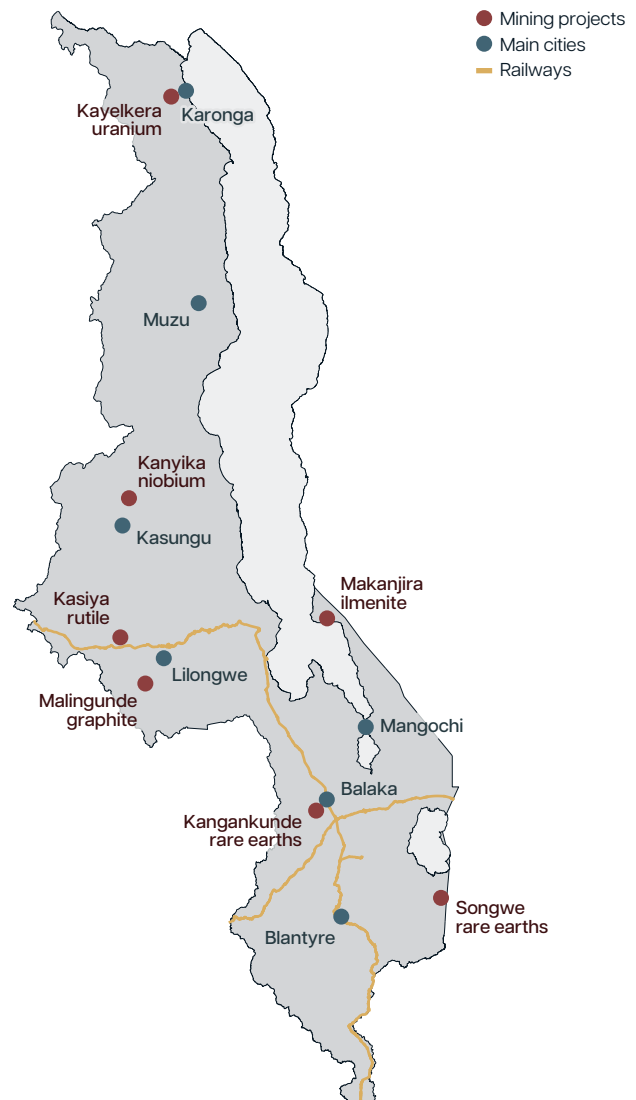 Mining projects
Main cities
Railways
Kayelkera
uranium
Karonga
Muzu
Kanyika
niobium
Kasungu
Makanjira
ilmenite
Kasiya
rutile
Lilongwe
Malingunde
graphite
Mangochi
Balaka
Kangankunde
rare earths
Songwe
rare earths
Blantyre